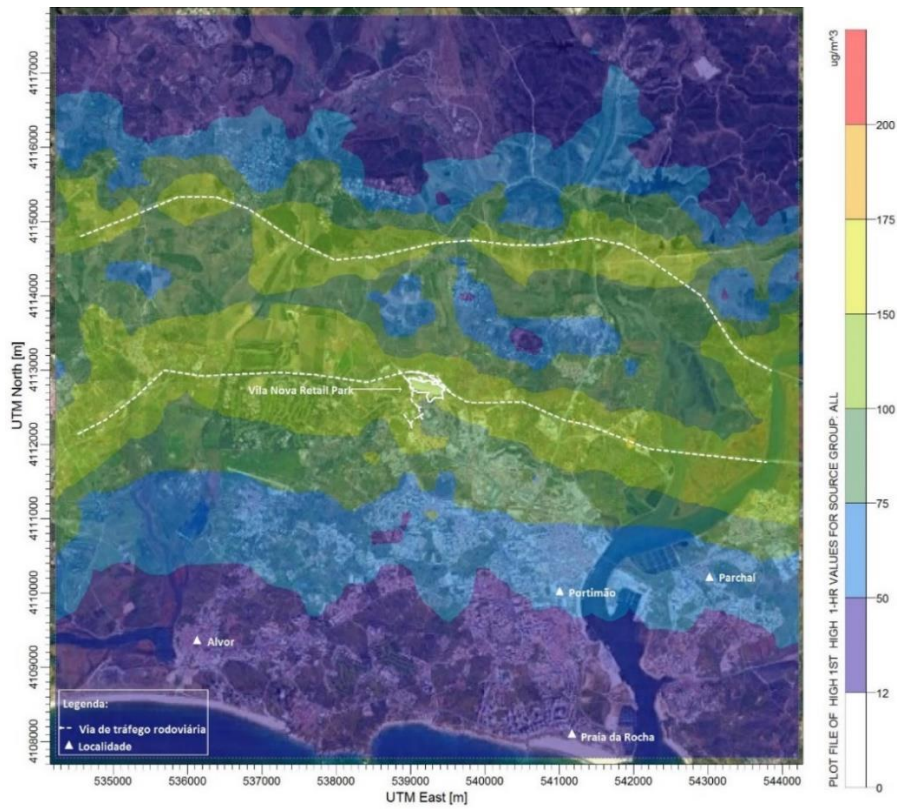 ug/m^3
200
175
150
100
75
50
12
0
PLOT FILE OF HIGH 1ST HIGH 1-HR VALUES FOR SOURCE GROUP: ALL
UTM North [m]
4117000
4116000
4115000
4114000
4113000
4112000
4111000
4110000
4109000
4108000
Vila Nova Retail Park
Parchal
Portimão
Alvor
Praia da Rocha
Legenda:
Via de tráfego rodoviária
Localidade
535000 536000 537000 538000 539000 540000 541000 542000 543000 544000
UTM East [m]